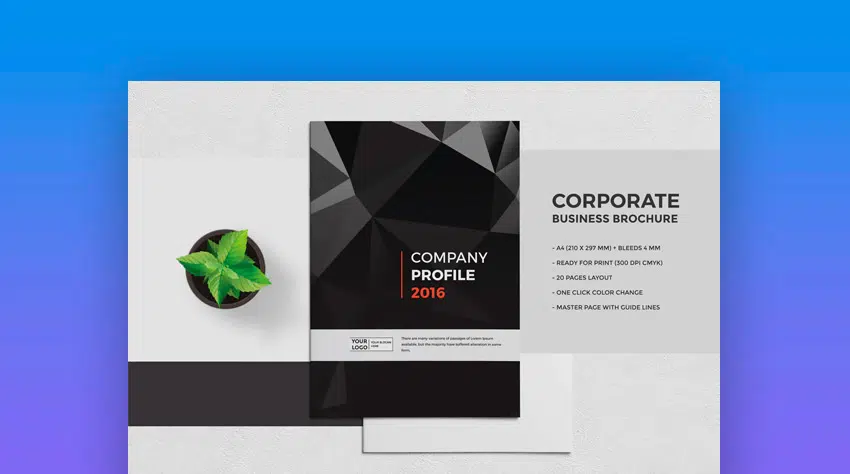 COMPANY
PROFILE
2016
YOUR
LOGO
YOUR SLOGAN
HERE
There are many variations of passages of Lorem Ipsum
available, but the majority have suffered alteration in some
form.
CORPORATE
BUSINESS BROCHURE
- A4 (210 X 297 MM) + BLEEDS 4 MM
- READY FOR PRINT (300 DPI CMYK)
- 20 PAGES LAYOUT
- ONE CLICK COLOR CHANGE
- MASTER PAGE WITH GUIDE LINES